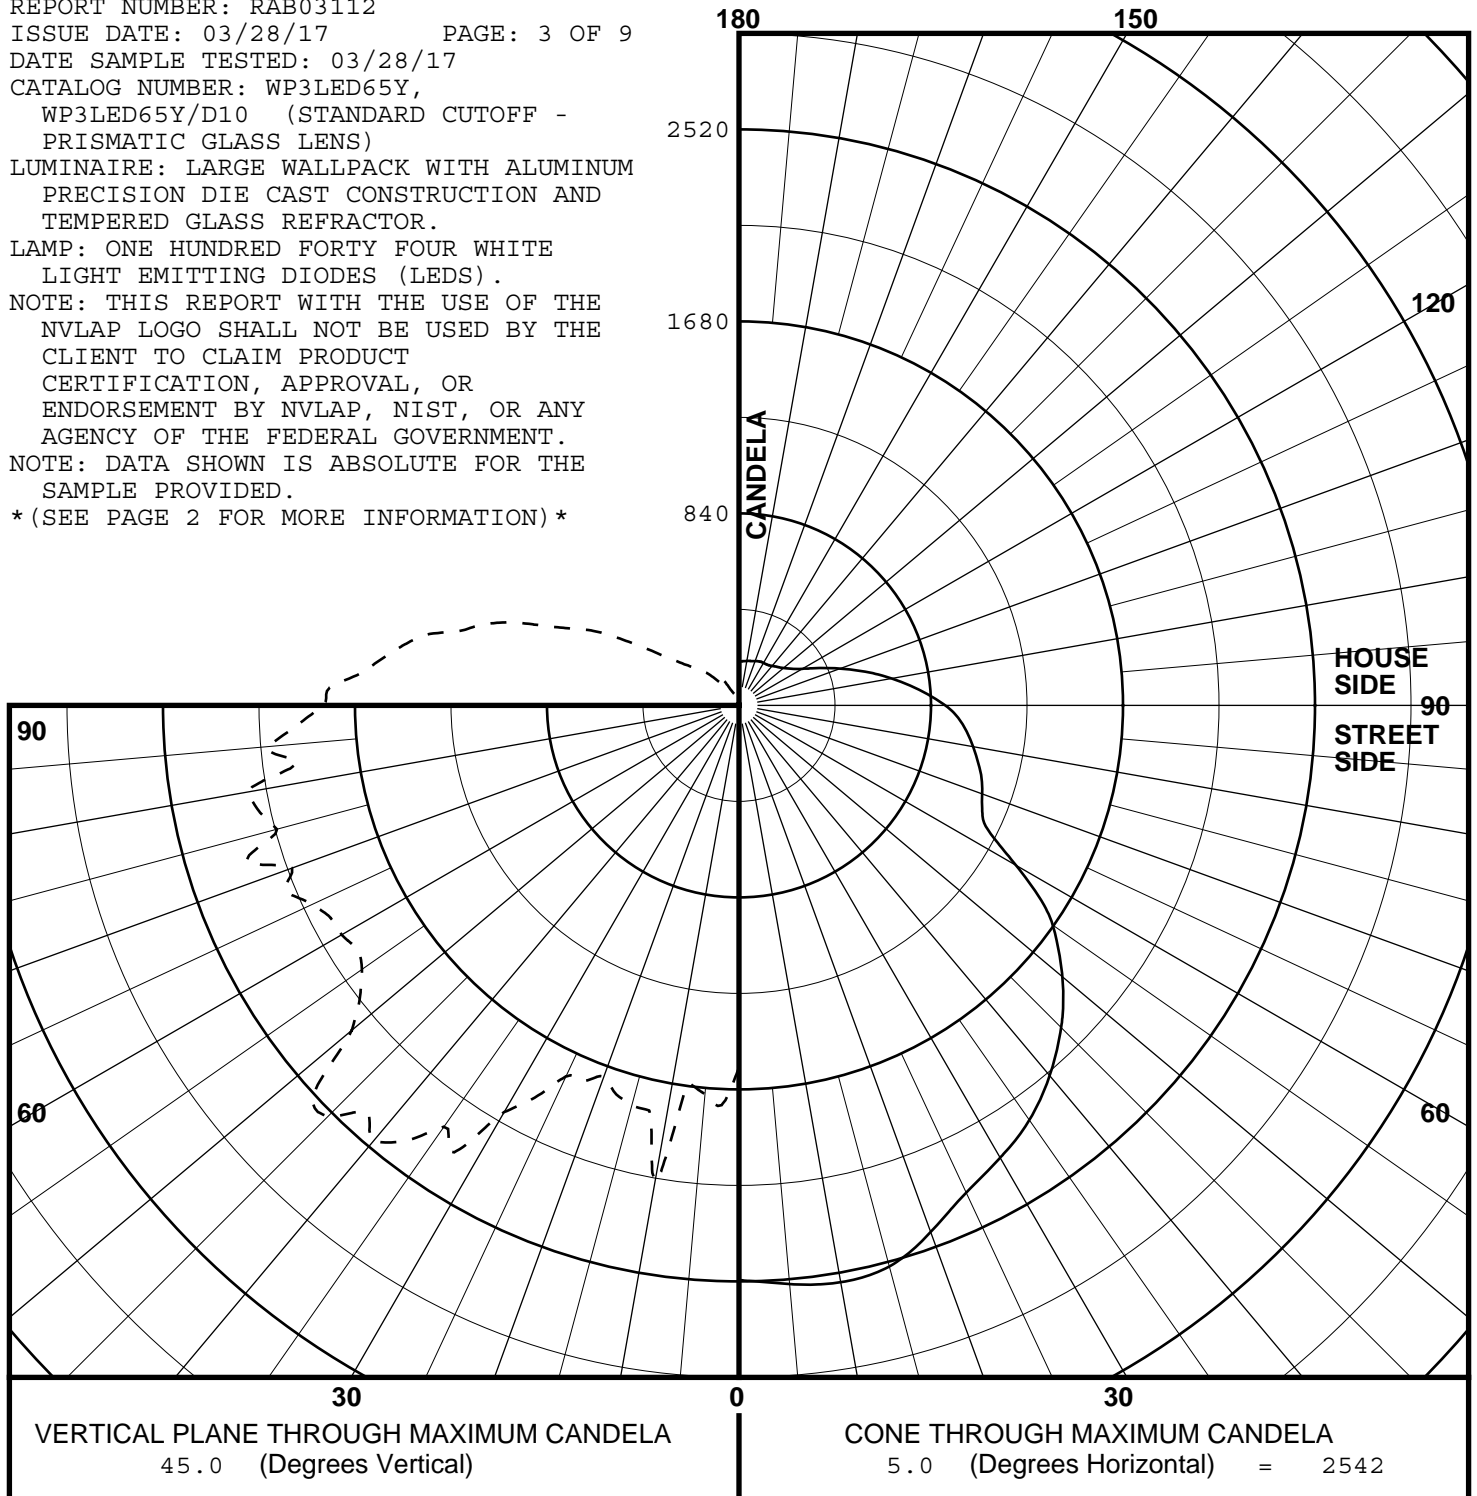 REPORT NUMBER: RAB03112
ISSUE DATE: 03/28/17 PAGE: 3 OF 9
DATE SAMPLE TESTED: 03/28/17
CATALOG NUMBER: WP3LED65Y,
WP3LED65Y/D10 (STANDARD CUTOFF -
PRISMATIC GLASS LENS)
LUMINAIRE: LARGE WALLPACK WITH ALUMINUM
PRECISION DIE CAST CONSTRUCTION AND
TEMPERED GLASS REFRACTOR.
LAMP: ONE HUNDRED FORTY FOUR WHITE
LIGHT EMITTING DIODES (LEDS).
NOTE: THIS REPORT WITH THE USE OF THE
NVLAP LOGO SHALL NOT BE USED BY THE
CLIENT TO CLAIM PRODUCT
CERTIFICATION, APPROVAL, OR
ENDORSEMENT BY NVLAP, NIST, OR ANY
AGENCY OF THE FEDERAL GOVERNMENT.
NOTE: DATA SHOWN IS ABSOLUTE FOR THE
SAMPLE PROVIDED.
*(SEE PAGE 2 FOR MORE INFORMATION)*
180
150
2520
120
1680
CANDELA
840
HOUSE
SIDE
90
90
STREET
SIDE
60
60
30
0
30
VERTICAL PLANE THROUGH MAXIMUM CANDELA
45.0 (Degrees Vertical)
CONE THROUGH MAXIMUM CANDELA
5.0 (Degrees Horizontal) = 2542